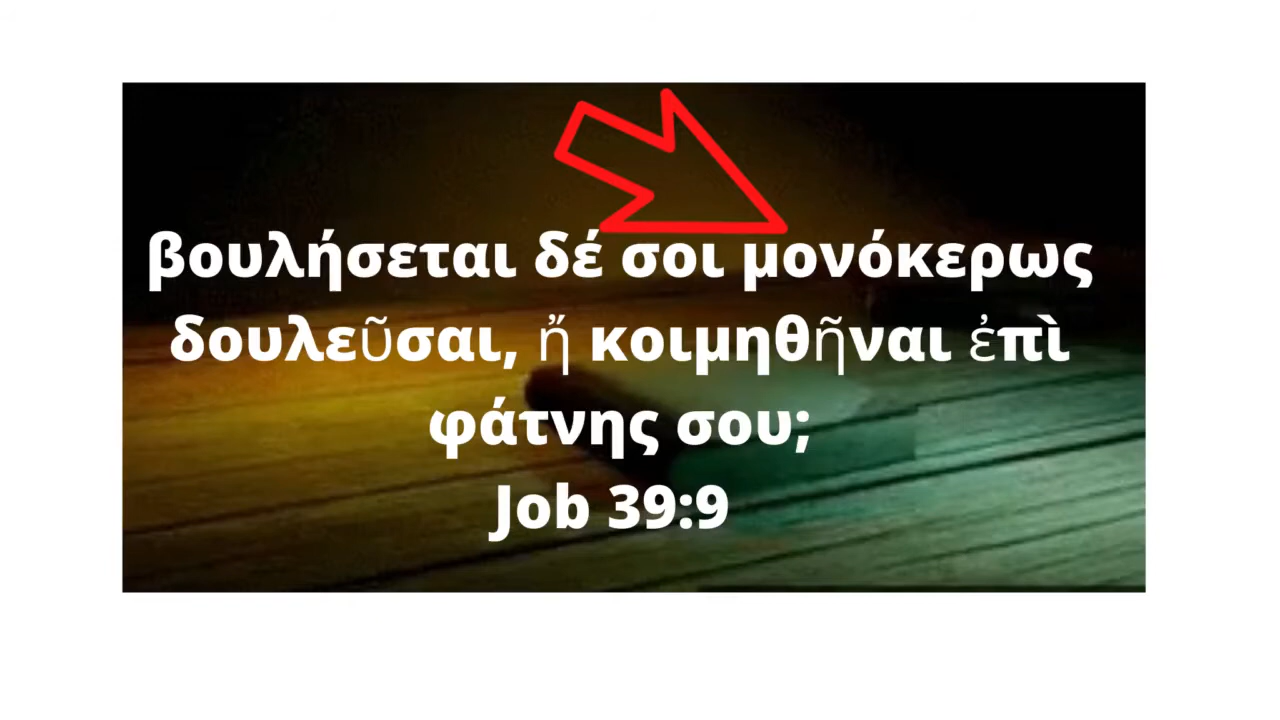 βουλήσεται δέ σοι μονόκερως
δουλεῦσαι, ἤ κοιμηθῆναι ἐπὶ
φάτνης σου;
Job 39:9